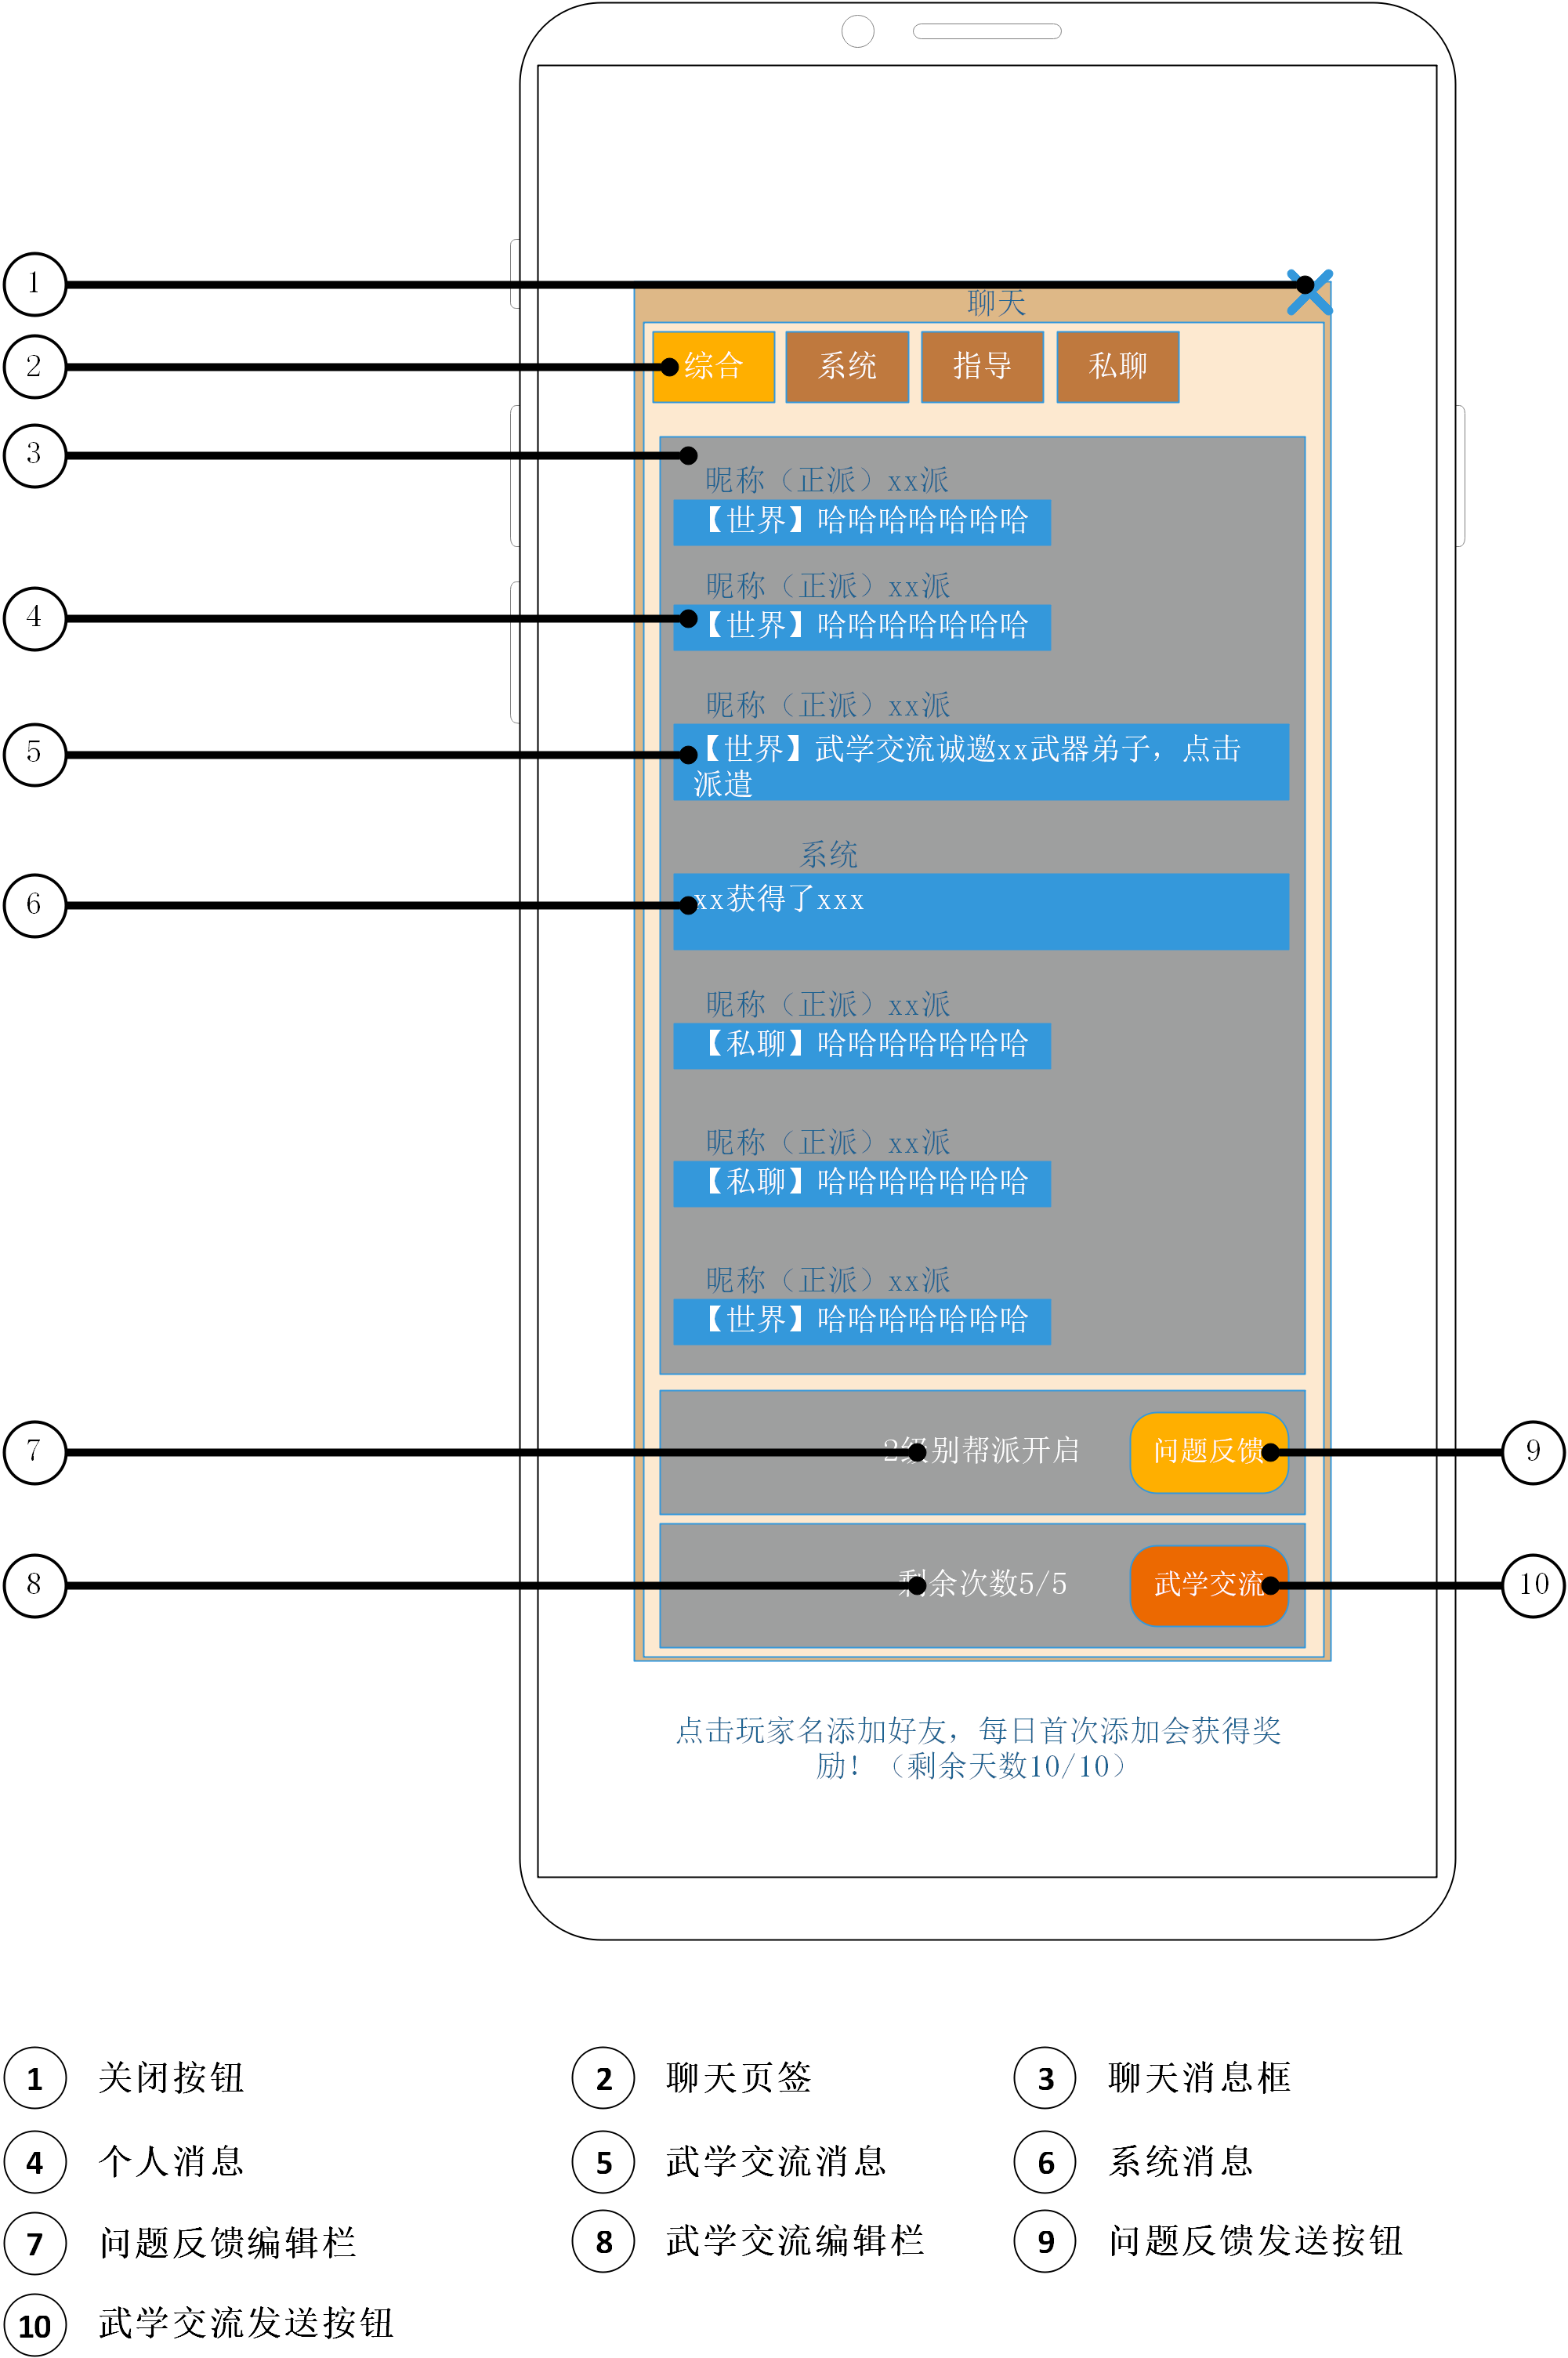 1
聊天
2
综合 系统 指导 私聊
3
昵称（正派）xx派
【世界】哈哈哈哈哈哈哈
昵称（正派）xx派
4
【世界】哈哈哈哈哈哈哈
昵称（正派）xx派
5
【世界】武学交流诚邀xx武器弟子，点击
派遣
系统
6
xx获得了xxx
昵称（正派）xx派
【私聊】哈哈哈哈哈哈哈
昵称（正派）xx派
【私聊】哈哈哈哈哈哈哈
昵称（正派）xx派
【世界】哈哈哈哈哈哈哈
7
2级别帮派开启 问题反馈
9
8
剩余次数5/5 武学交流
10
点击玩家名添加好友，每日首次添加会获得奖
励！（剩余天数10/10）
1 关闭按钮 2 聊天页签 3 聊天消息框
4 个人消息 5 武学交流消息 6 系统消息
7 问题反馈编辑栏 8 武学交流编辑栏 9 问题反馈发送按钮
10 武学交流发送按钮